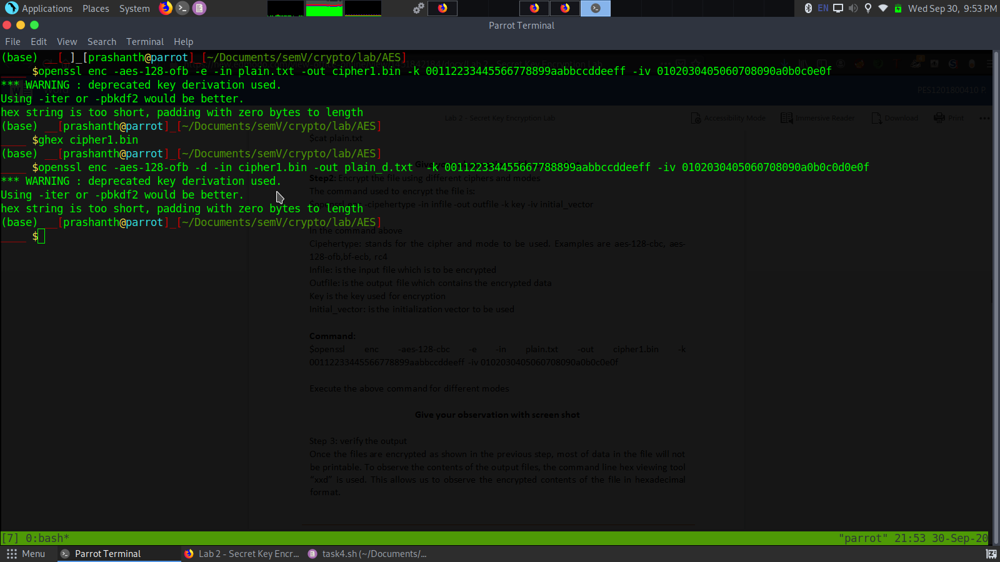 Applications Places System
EN Wed Sep 30, 9:53 PM
Parrot Terminal
File Edit View Search Terminal Help
(base) __[ ]_[prashanth@parrot]_[~/Documents/semV/crypto/lab/AES]
____ $openssl enc -aes-128-ofb -e -in plain.txt -out cipher1.bin -k 00112233445566778899aabbccddeeff -iv 0102030405060708090a0b0c0e0f
*** WARNING : deprecated key derivation used.
Using -iter or -pbkdf2 would be better.
hex string is too short, padding with zero bytes to length
(base) __[prashanth@parrot]_[~/Documents/semV/crypto/lab/AES]
____ $ghex cipher1.bin
(base) __[prashanth@parrot]_[~/Documents/semV/crypto/lab/AES]
____ $openssl enc -aes-128-ofb -d -in cipher1.bin -out plain_d.txt -k 001122334455667788899aabbccddeeff -iv 0102030405060708090a0b0c0d0e0f
*** WARNING : deprecated key derivation used.
Using -iter or -pbkdf2 would be better.
hex string is too short, padding with zero bytes to length
(base) __[prashanth@parrot]_[~/Documents/semV/crypto/lab/AES]
____ $
PES1201800410 P.
Lab 2 - Secret Key Encryption Lab
Accessibility Mode Immersive Reader Download Print
$cat plain.txt
Step2: Encrypt the file using different ciphers and modes
The command used to encrypt the file is:
-cipehertype -in infile -out outfile -k key -iv initial_vector
In the command above
Cipehertype: stands for the cipher and mode to be used. Examples are aes-128-cbc, aes-
128-ofb,bf-ecb, rc4
Infile: is the input file which is to be encrypted
Outfile: is the output file which contains the encrypted data
Key is the key used for encryption
Initial_vector: is the initialization vector to be used
Command:
$openssl enc -aes-128-cbc -e -in plain.txt -out cipher1.bin -k
00112233445566778899aabbccddeeff -iv 0102030405060708090a0b0c0e0f
Execute the above command for different modes
Give your observation with screen shot
Step 3: verify the output
Once the files are encrypted as shown in the previous step, most of data in the file will not
be printable. To observe the contents of the output files, the command line hex viewing tool
“xxd” is used. This allows us to observe the encrypted contents of the file in hexadecimal
format.
[7] 0:bash* "parrot" 21:53 30-Sep-20
Menu Parrot Terminal Lab 2 - Secret Key Encr... task4.sh (~/Documents/...